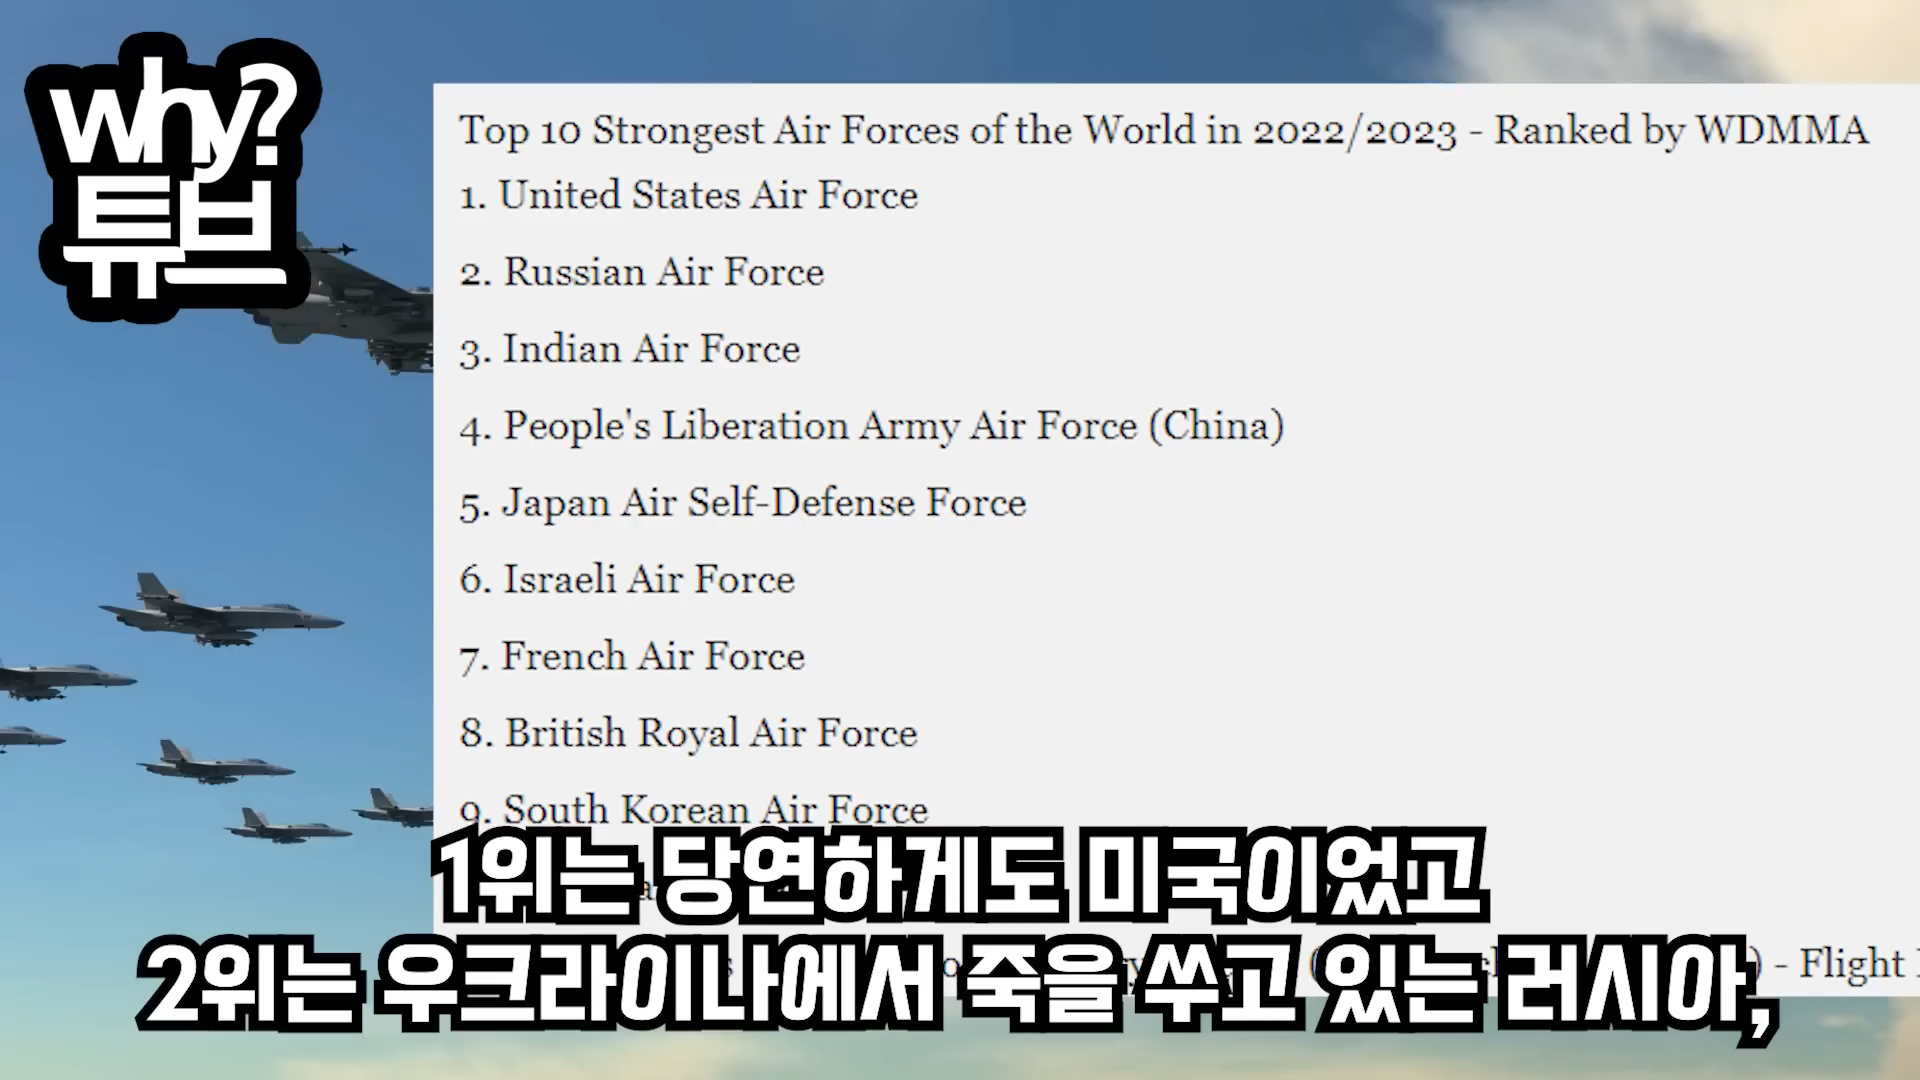 why?
튜브
Top 10 Strongest Air Forces of the World in 2022/2023 - Ranked by WDMMA
1. United States Air Force
2. Russian Air Force
3. Indian Air Force
4. People's Liberation Army Air Force (China)
5. Japan Air Self-Defense Force
6. Israeli Air Force
7. French Air Force
8. British Royal Air Force
9. South Korean Air Force
1위는 당연하게도 미국이었고
2위는 우크라이나에서 죽을 쑤고 있는 러시아,
- Flight